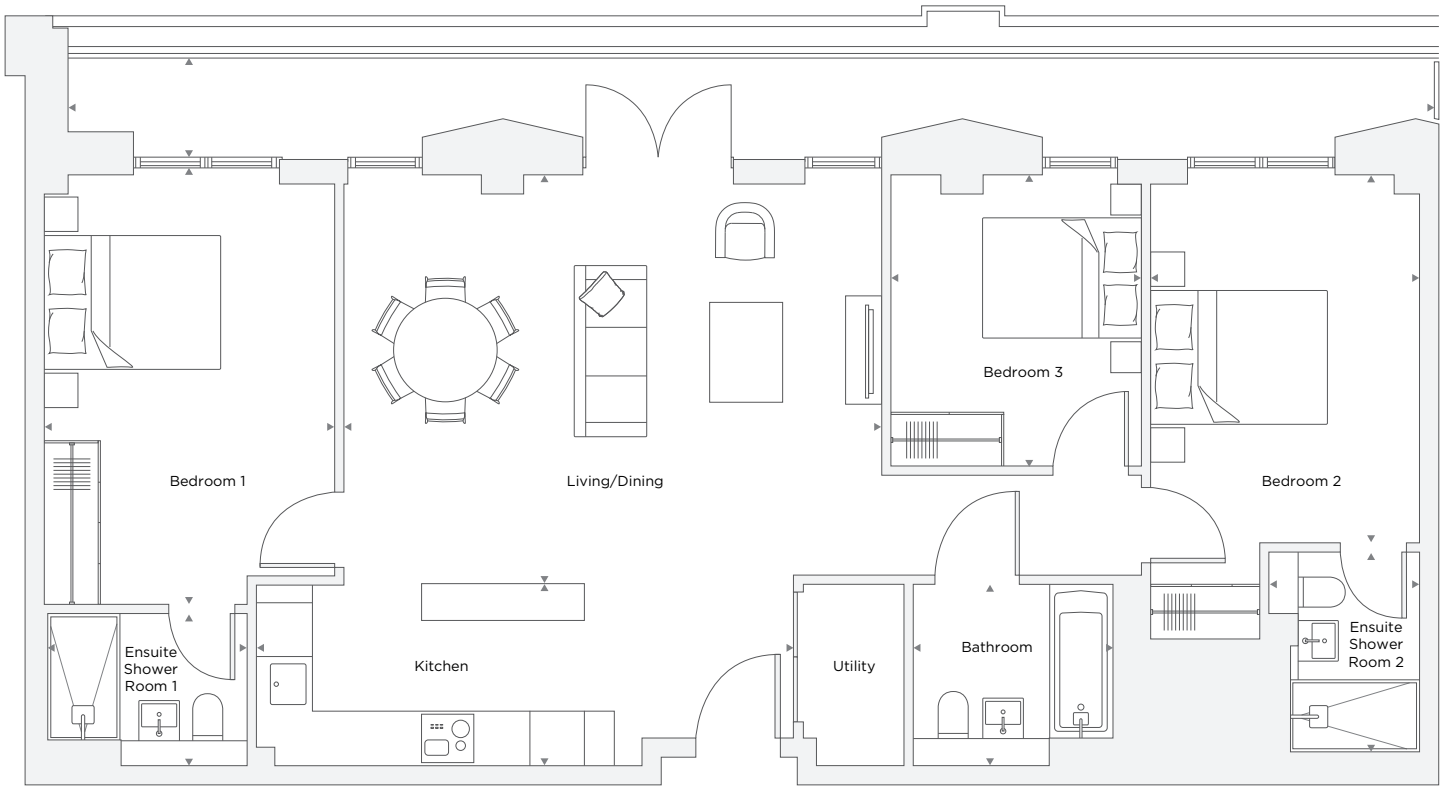 Bedroom 3
Bedroom 1
Living/Dining
Bedroom 2
Ensuite
Shower
Room 1
Kitchen
Utility
Bathroom
Ensuite
Shower
Room 2